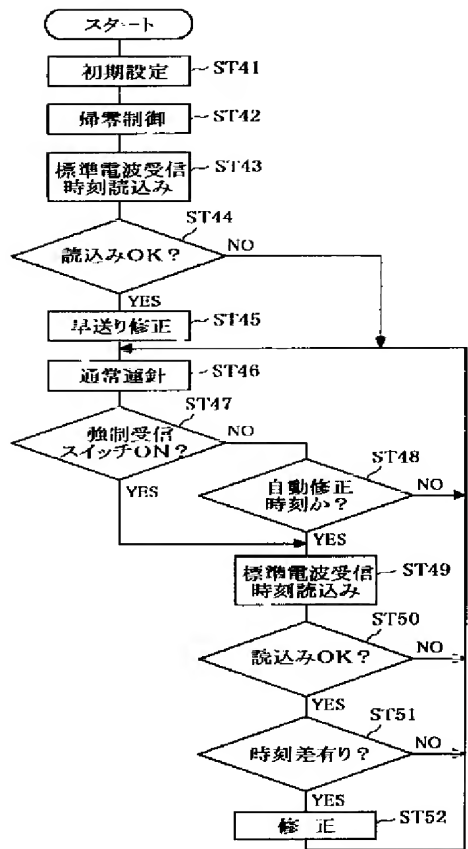 スタート
初期設定 ST41
帰零制御 ST42
標準電波受信 ST43
時刻読込み
ST44
読込みOK? NO
YES
早送り修正 ST45
通常運針 ST46
ST47
強制受信 NO
スイッチON?
ST48
自動修正 NO
時刻か?
YES
YES
標準電波受信 ST49
時刻読込み
ST50
読込みOK? NO
YES
ST51
時刻差有り? NO
YES
修 正 ST52